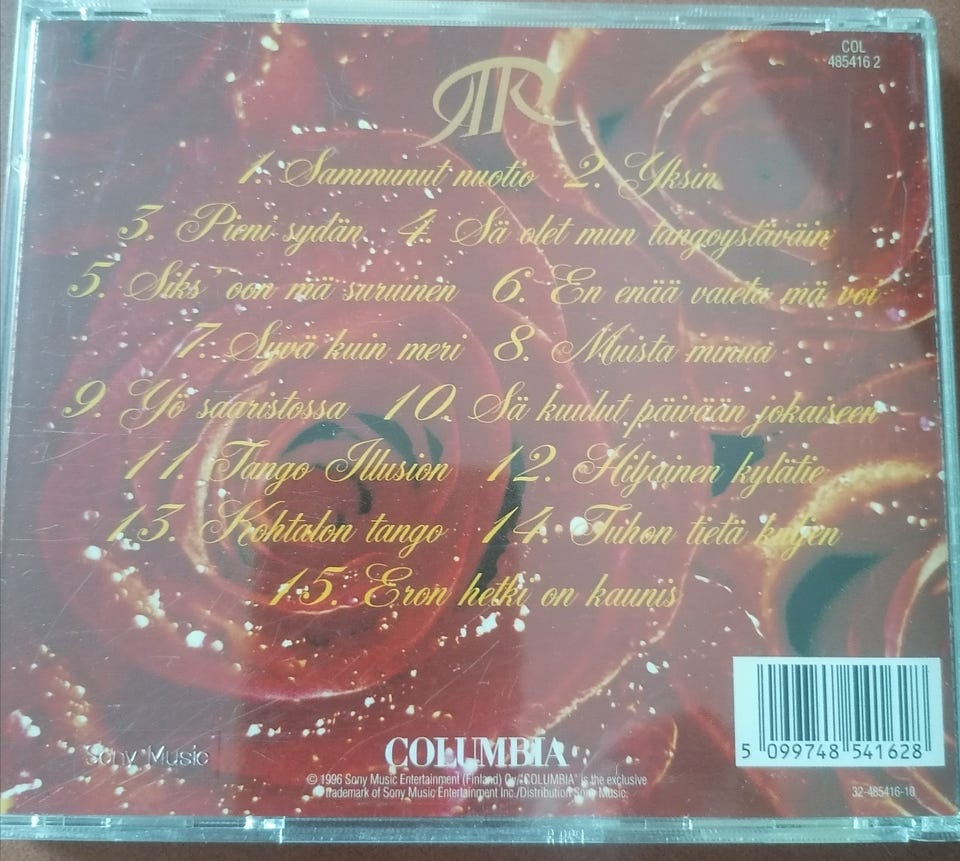 COL
485416 2
1. Sammunut nuotio 2. Yksin
3. Pieni sydän 4. Sä olet mun tangoystäväin
5. Siks' oon mä suruinen 6. En enää vaieta mä voi
7. Syvä kuin meri 8. Muista minua
9. Yö saaristossa 10. Sä kuulut päivään jokaiseen
11. Tango Illusion 12. Hiljainen kylätie
13. Kohtalon tango 14. Tuhon tietä kuljen
15. Eron hetki on kaunis
5 099748 541628
Sony Music
COLUMBIA
© 1996 Sony Music Entertainment (Finland) Oy/"COLUMBIA" is the exclusive
trademark of Sony Music Entertainment Inc./Distribution Sony Music.
32-485416-10